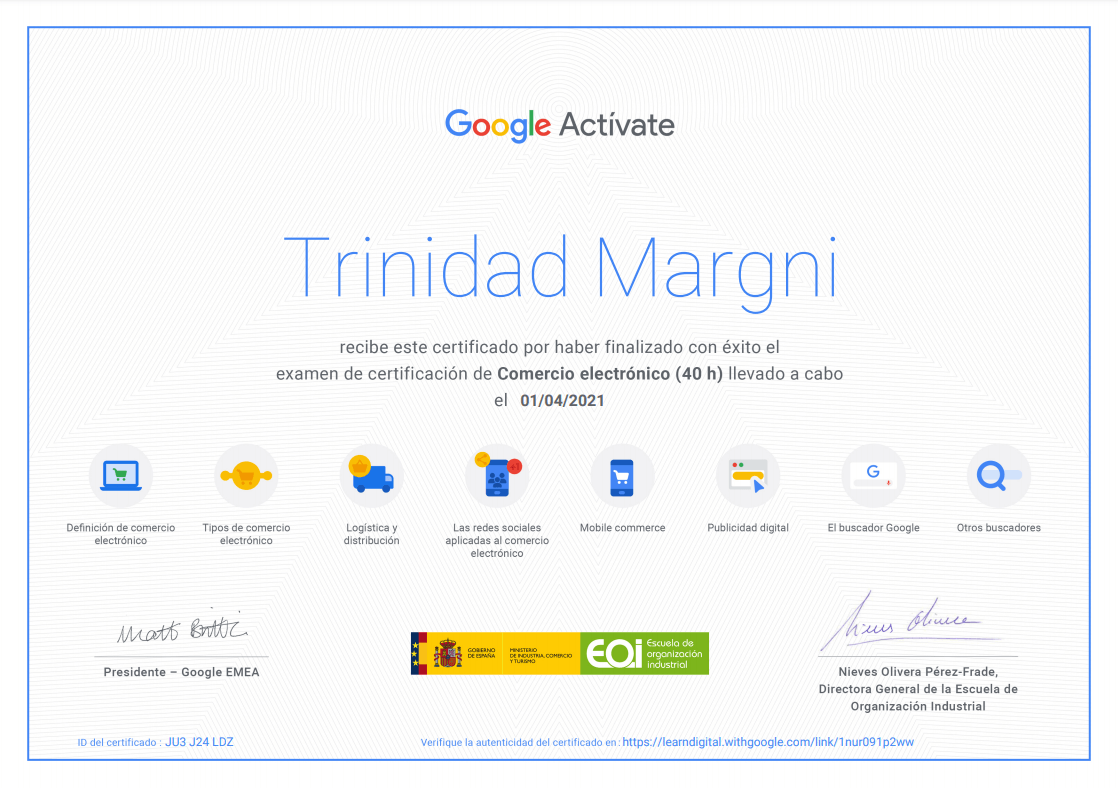 Google Actívate
Trinidad Margni
recibe este certificado por haber finalizado con éxito el
examen de certificación de Comercio electrónico (40 h) llevado a cabo
el 01/04/2021
G
Definición de comercio
electrónico
Tipos de comercio
electrónico
Logística y
distribución
Las redes sociales
aplicadas al comercio
electrónico
Mobile commerce
Publicidad digital
El buscador Google
Otros buscadores
Matt Brittin
Presidente – Google EMEA
GOBIERNO
DE ESPAÑA
MINISTERIO
DE INDUSTRIA, COMERCIO
Y TURISMO
EOi
Escuela de
organización
industrial
Nieves Olivera
Nieves Olivera Pérez-Frade,
Directora General de la Escuela de
Organización Industrial
ID del certificado : JU3 J24 LDZ
Verifique la autenticidad del certificado en: https://learndigital.withgoogle.com/link/1nur091p2ww